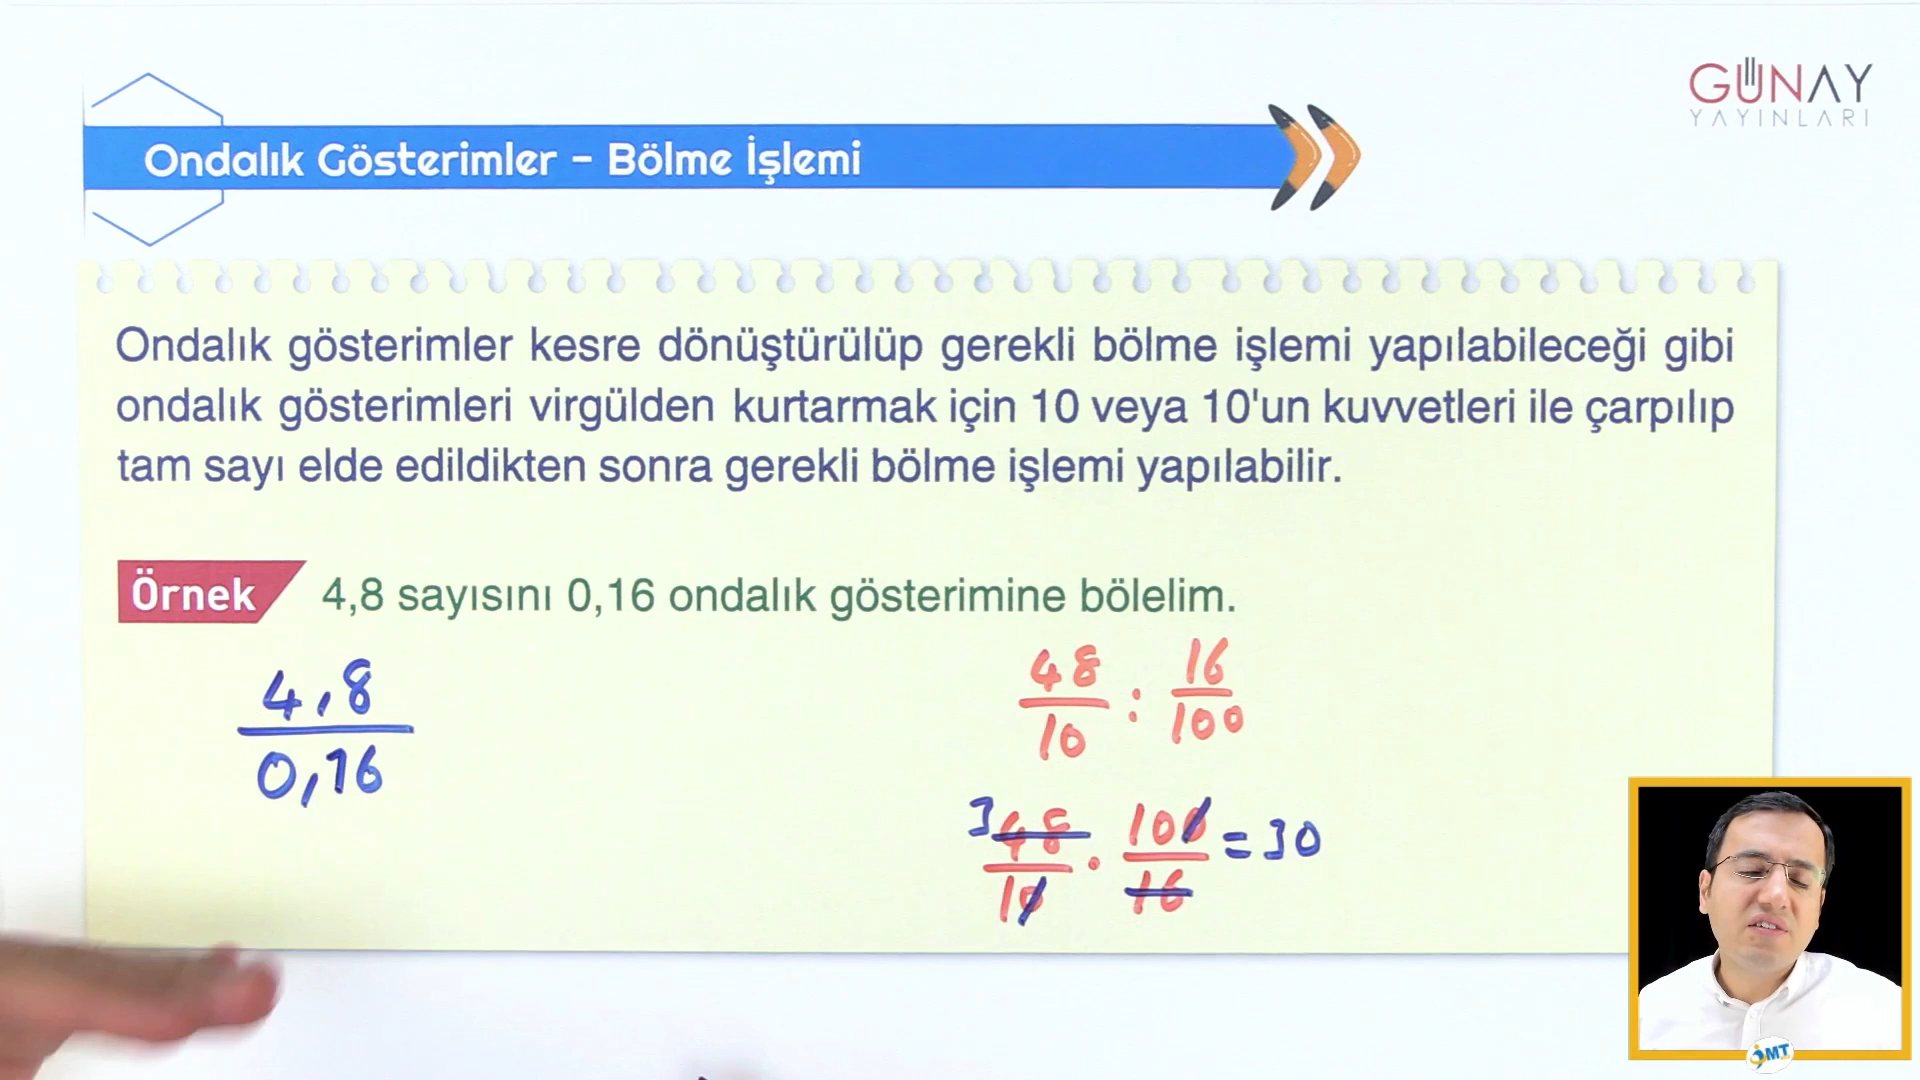 GÜNAY
YAYINLARI
Ondalık Gösterimler - Bölme İşlemi
Ondalık gösterimler kesre dönüştürülüp gerekli bölme işlemi yapılabileceği gibi
ondalık gösterimleri virgülden kurtarmak için 10 veya 10'un kuvvetleri ile çarpılıp
tam sayı elde edildikten sonra gerekli bölme işlemi yapılabilir.
Örnek 4,8 sayısını 0,16 ondalık gösterimine bölelim.
4,8
0,16
48 : 16
10 100
3 48 . 100 = 30
10 16
MT